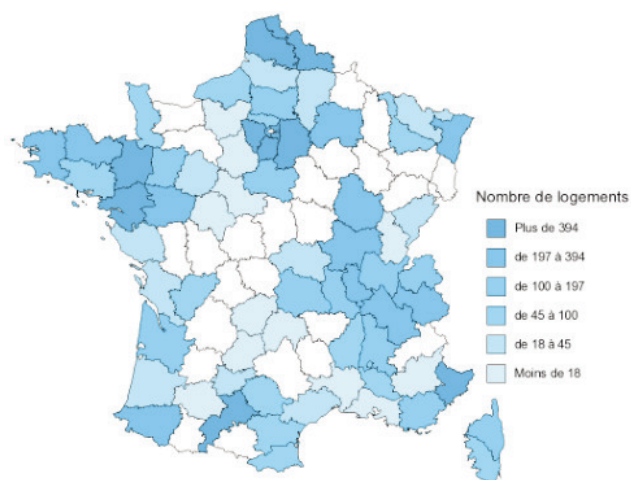 Nombre de logements
Plus de 394
de 197 à 394
de 100 à 197
de 45 à 100
de 18 à 45
Moins de 18